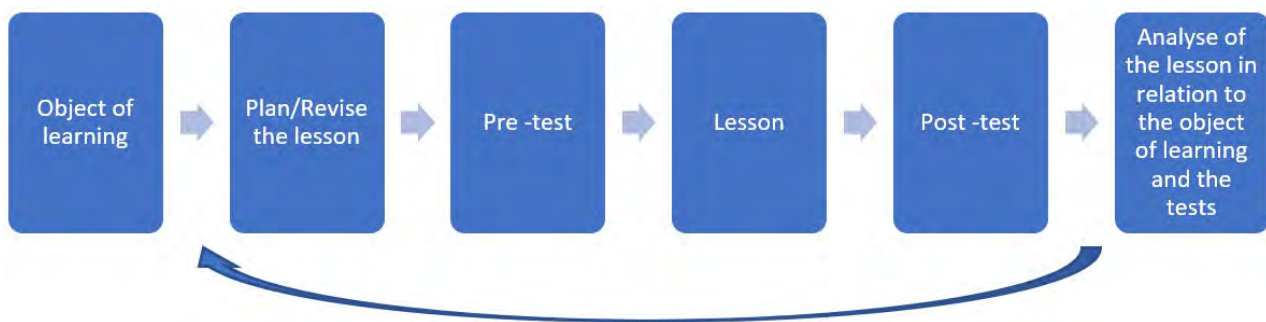 Object of
learning
Plan/Revise
the lesson
Pre -test
Lesson
Post -test
Analyse of
the lesson in
relation to
the object
of learning
and the
tests